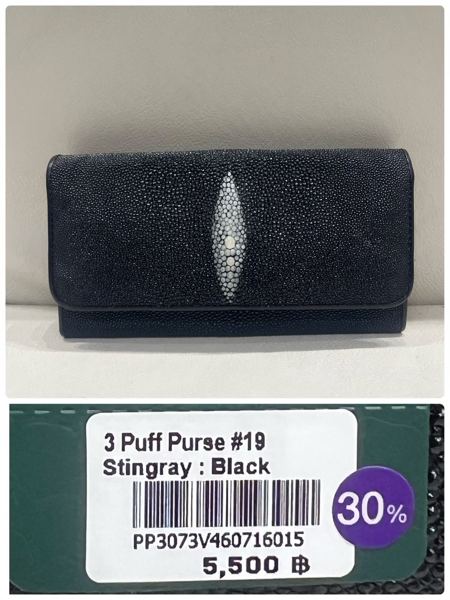 3 Puff Purse #19
Stingray : Black
30%
PP3073V460716015
5,500 ฿